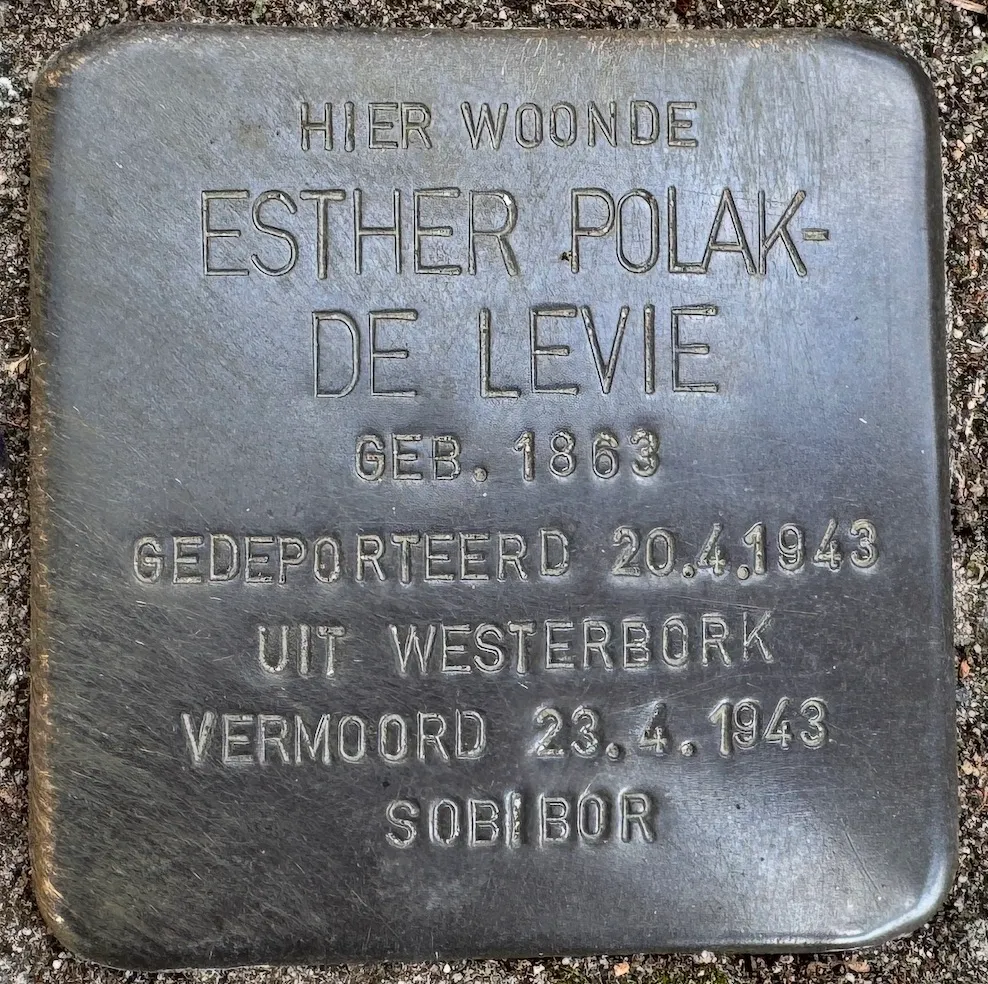 HIER WOONDE
ESTHER POLAK-
DE LEVIE
GEB. 1863
GEDEPORTEERD 20.4.1943
UIT WESTERBORK
VERMOORD 23.4.1943
SOBIBOR